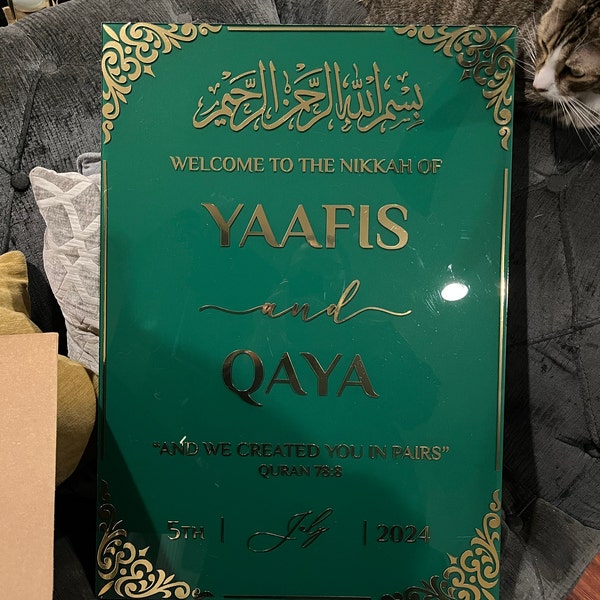 بسم الله الرحمن الرحيم
WELCOME TO THE NIKKAH OF
YAAFIS
and
QAYA
“AND WE CREATED YOU IN PAIRS”
QURAN 78:8
5TH | July | 2024